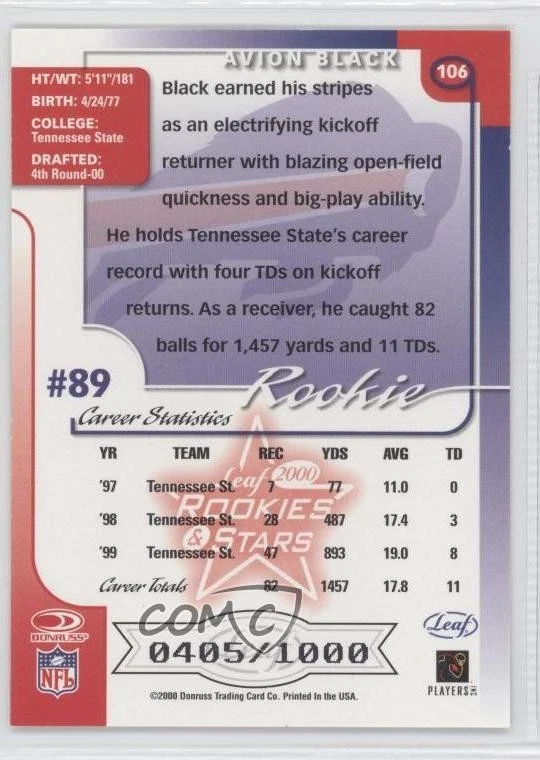 AVION BLACK
106
HT/WT: 5'11"/181
BIRTH: 4/24/77
COLLEGE:
Tennessee State
DRAFTED:
4th Round-00
Black earned his stripes
as an electrifying kickoff
returner with blazing open-field
quickness and big-play ability.
He holds Tennessee State's career
record with four TDs on kickoff
returns. As a receiver, he caught 82
balls for 1,457 yards and 11 TDs.
#89
Rookie
Career Statistics
YR TEAM REC YDS AVG TD
'97 Tennessee St. 7 77 11.0 0
'98 Tennessee St. 28 487 17.4 3
'99 Tennessee St. 47 893 19.0 8
Career Totals 82 1457 17.8 11
Leaf 2000
ROOKIES
& STARS
COMC
DONRUSS
NFL
0405/1000
Leaf
PLAYERS INC
©2000 Donruss Trading Card Co. Printed In the USA.